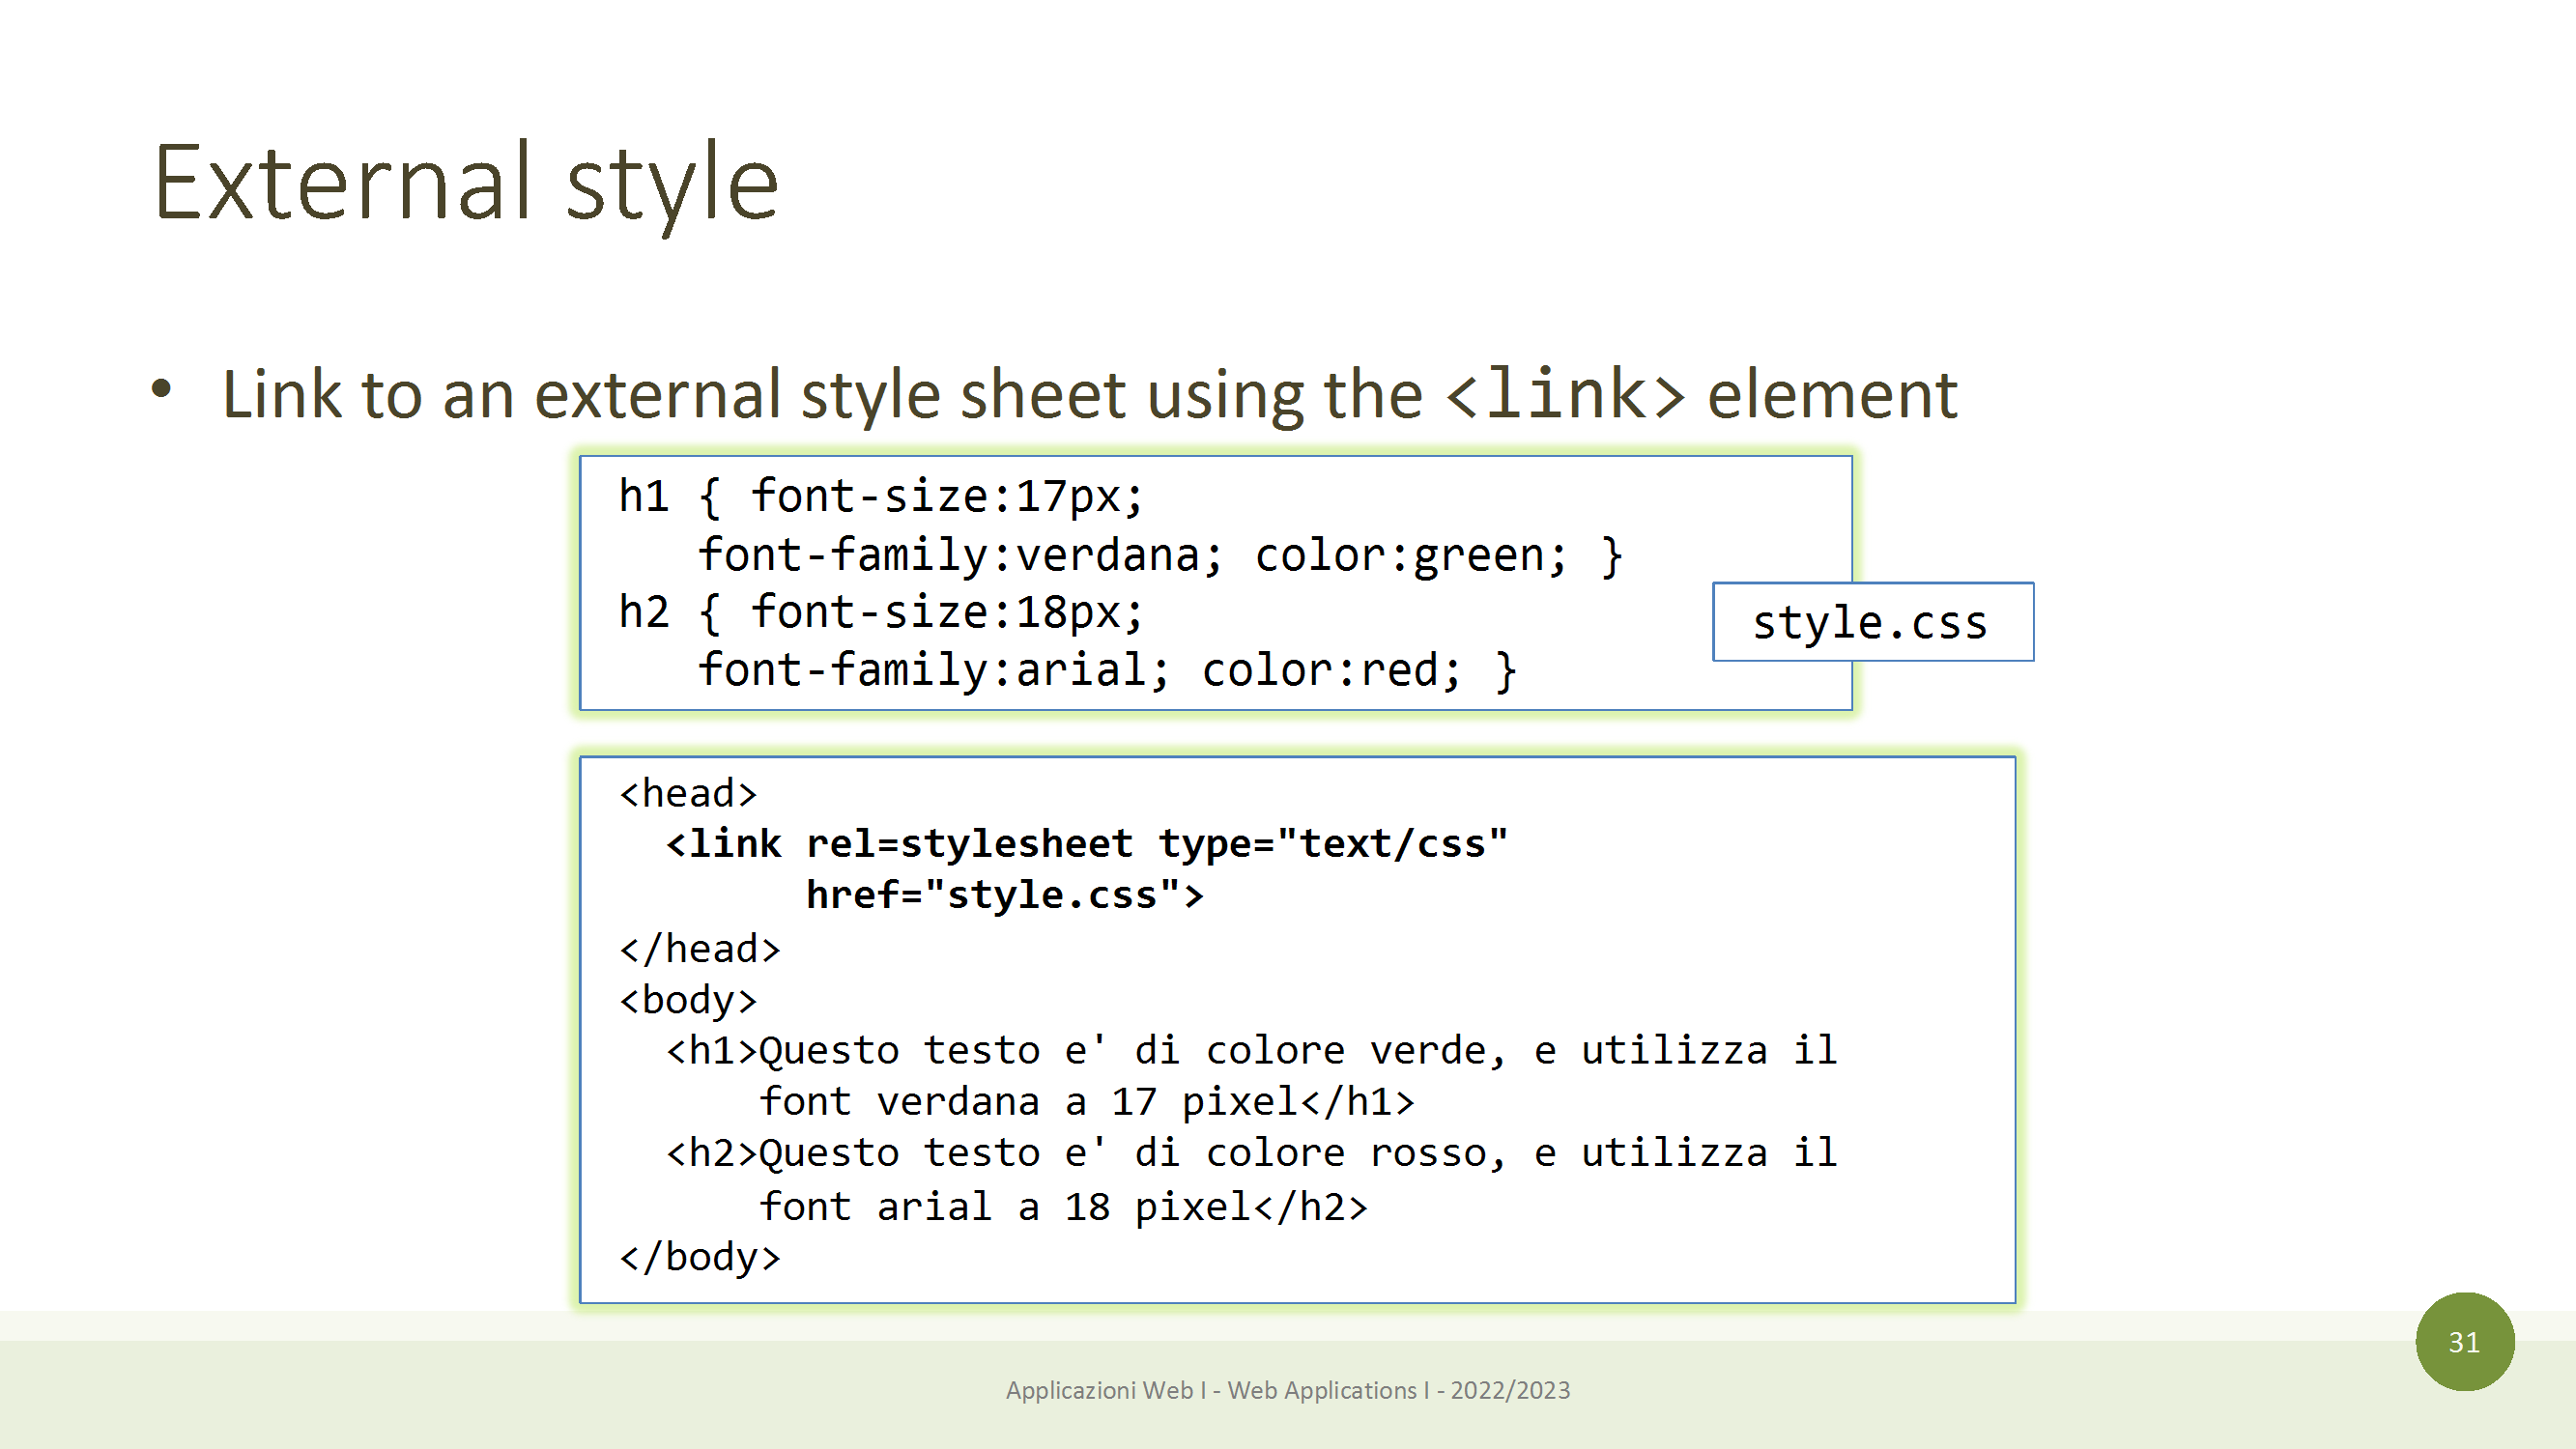 External style
• Link to an external style sheet using the <link> element
h1 { font-size:17px;
font-family:verdana; color:green; }
h2 { font-size:18px;
font-family:arial; color:red; }
style.css
<head>
<link rel=stylesheet type="text/css"
href="style.css">
</head>
<body>
<h1>Questo testo e' di colore verde, e utilizza il
font verdana a 17 pixel</h1>
<h2>Questo testo e' di colore rosso, e utilizza il
font arial a 18 pixel</h2>
</body>
31
Applicazioni Web I - Web Applications I - 2022/2023